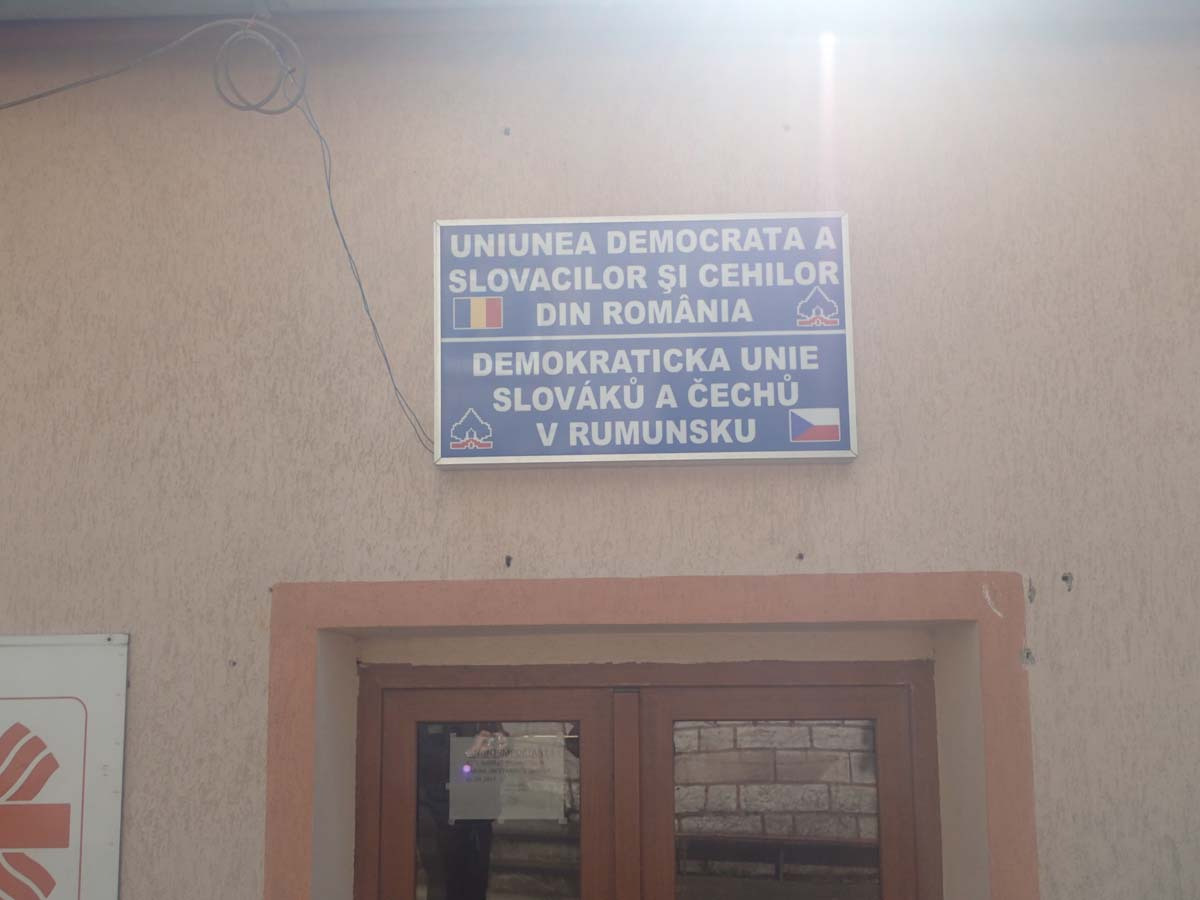 UNIUNEA DEMOCRATA A
SLOVACILOR ŞI CEHILOR
DIN ROMÂNIA
DEMOKRATICKA UNIE
SLOVÁKŮ A ČECHŮ
V RUMUNSKU